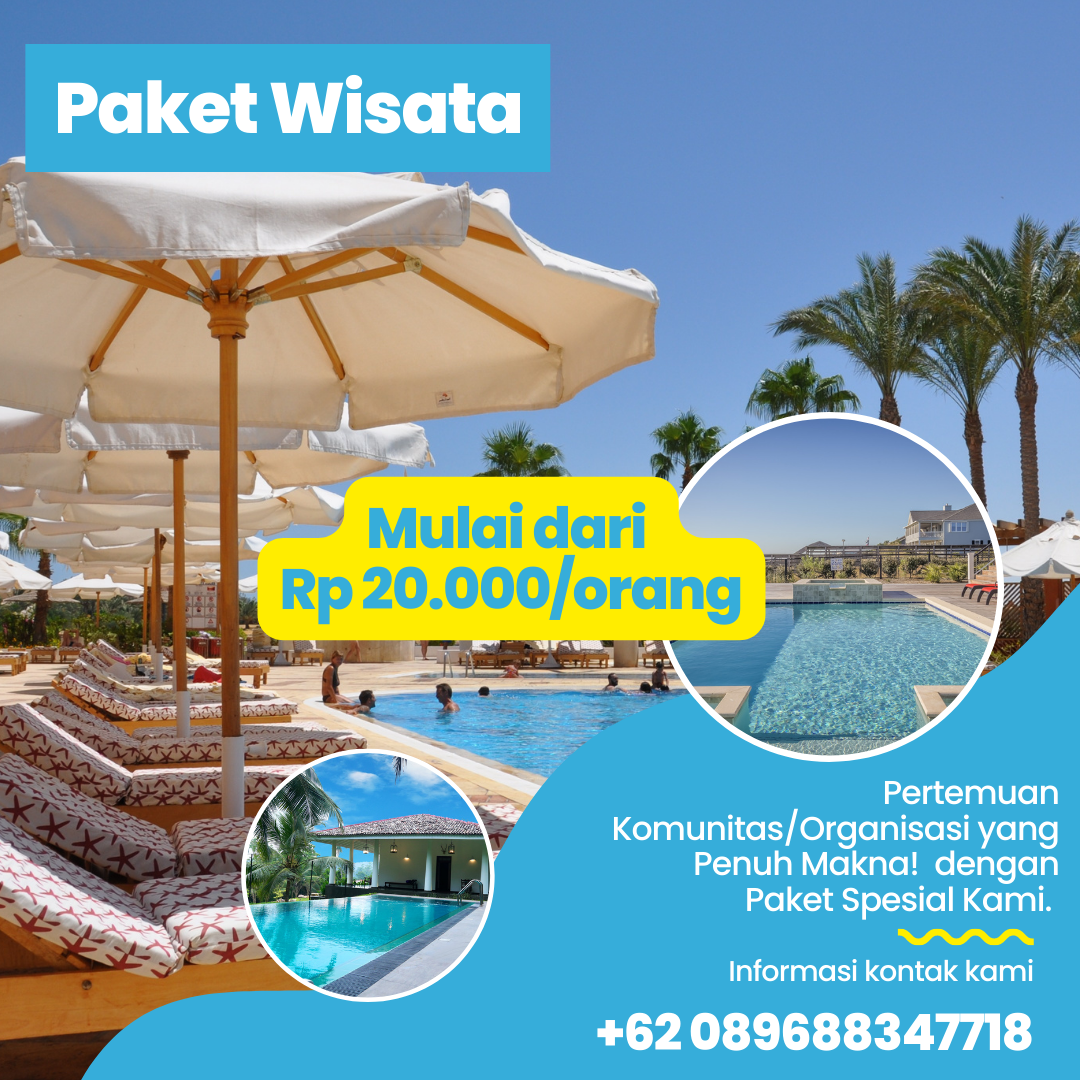 Paket Wisata
Mulai dari
Rp 20.000/orang
Pertemuan
Komunitas/Organisasi yang
Penuh Makna!  dengan
Paket Spesial Kami.
Informasi kontak kami
+62 089688347718